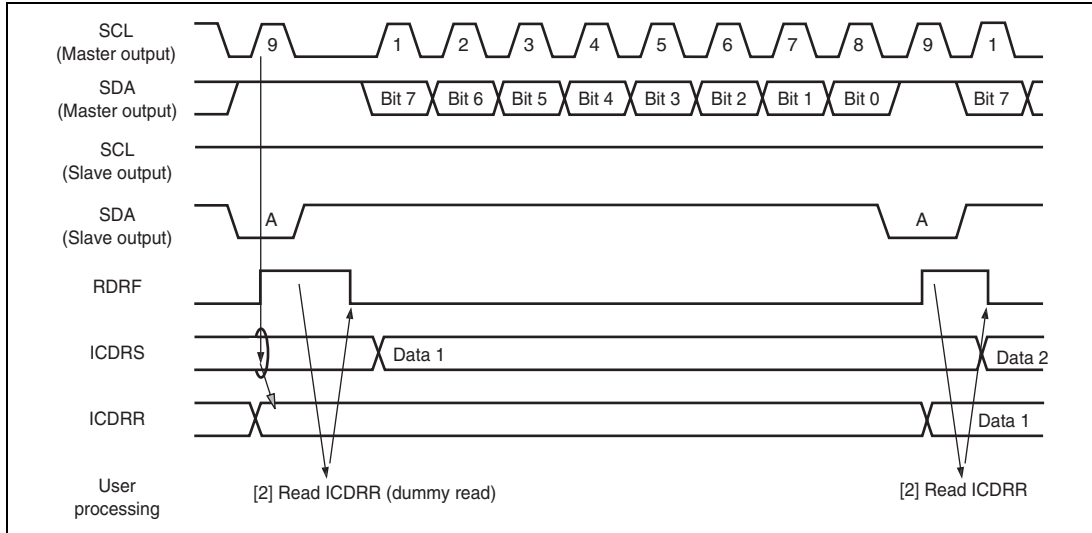 SCL
(Master output)
9 1 2 3 4 5 6 7 8 9 1
SDA
(Master output)
Bit 7 Bit 6 Bit 5 Bit 4 Bit 3 Bit 2 Bit 1 Bit 0 Bit 7
SCL
(Slave output)
SDA
(Slave output)
A A
RDRF
ICDRS
Data 1 Data 2
ICDRR
Data 1
User
processing
[2] Read ICDRR (dummy read) [2] Read ICDRR